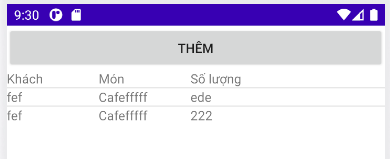 9:30
THÊM
Khách Món Số lượng
fef Cafefffff ede
fef Cafefffff 222